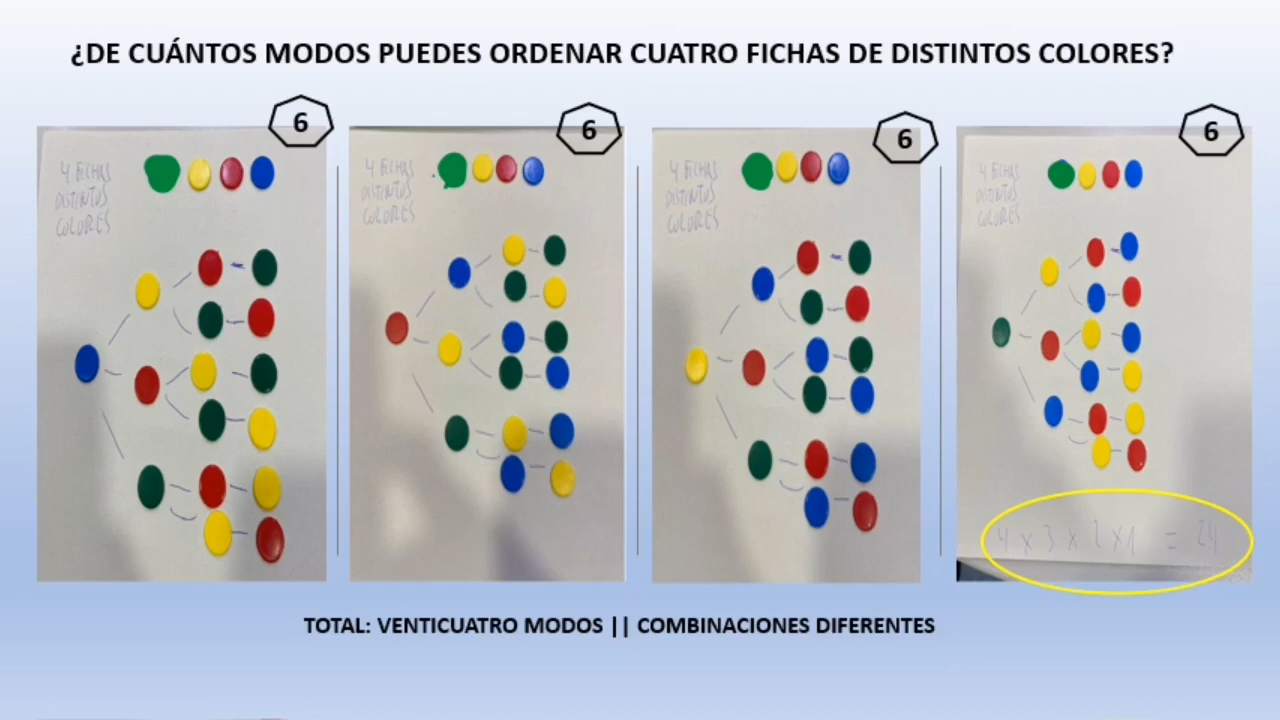 ¿DE CUÁNTOS MODOS PUEDES ORDENAR CUATRO FICHAS DE DISTINTOS COLORES?
6
6
6
6
4 FICHAS
DISTINTOS
COLORES
4 FICHAS
DISTINTOS
COLORES
4 FICHAS
DISTINTOS
COLORES
4 FICHAS
DISTINTOS
COLORES
4 x 3 x 2 x 1 = 24
TOTAL: VENTICUATRO MODOS || COMBINACIONES DIFERENTES